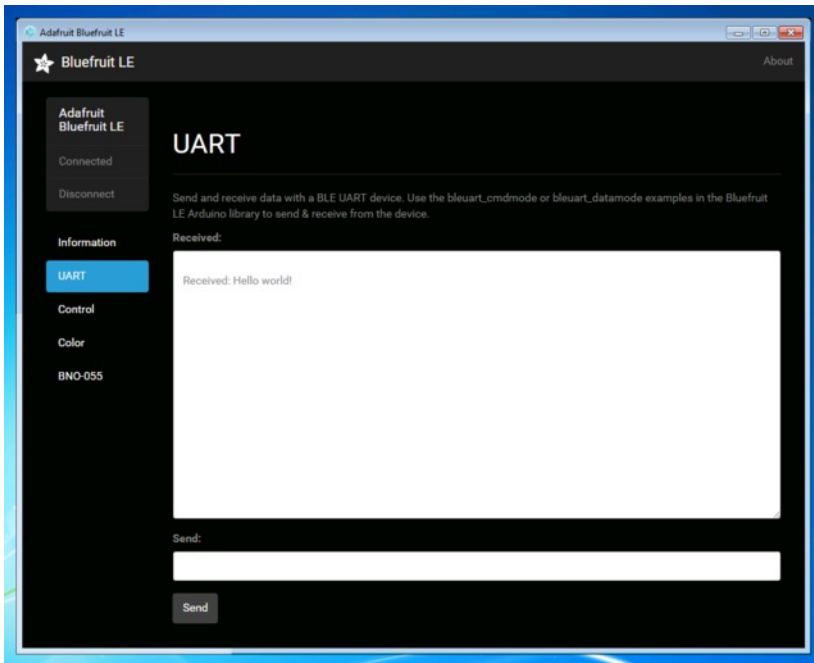 Adafruit Bluefruit LE
Bluefruit LE
About
Adafruit
Bluefruit LE
Connected
Disconnect
Information
UART
Control
Color
BNO-055
UART
Send and receive data with a BLE UART device. Use the bleuart_cmdmode or bleuart_datamode examples in the Bluefruit
LE Arduino library to send & receive from the device.
Received:
Received: Hello world!
Send:
Send